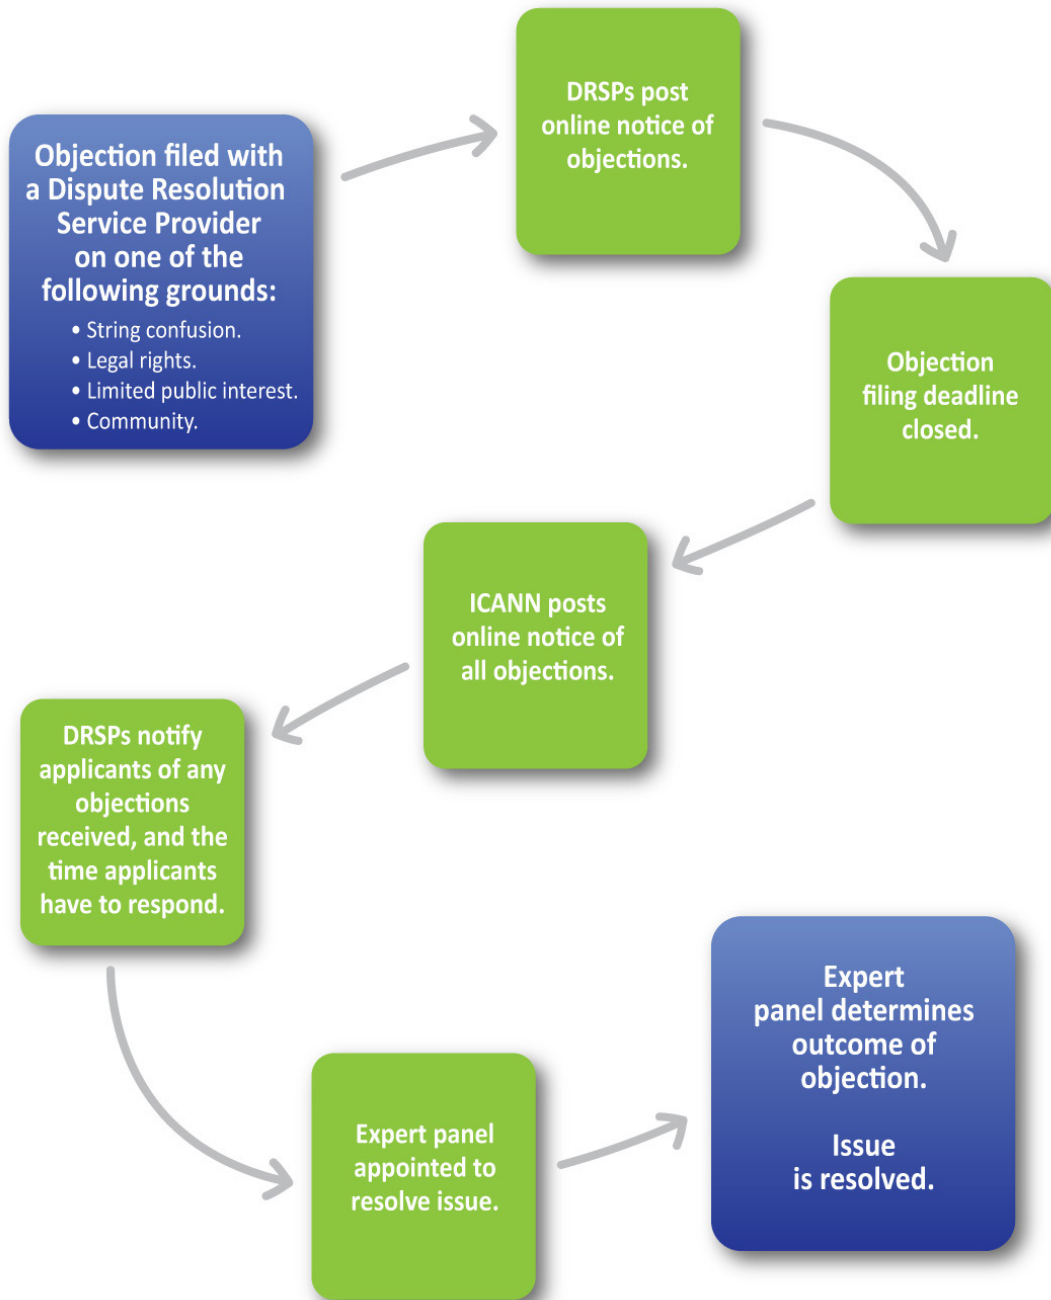 Objection filed with
a Dispute Resolution
Service Provider
on one of the
following grounds:
• String confusion.
• Legal rights.
• Limited public interest.
• Community.
DRSPs post
online notice of
objections.
Objection
filing deadline
closed.
ICANN posts
online notice of
all objections.
DRSPs notify
applicants of any
objections
received, and the
time applicants
have to respond.
Expert panel
appointed to
resolve issue.
Expert
panel determines
outcome of
objection.
Issue
is resolved.